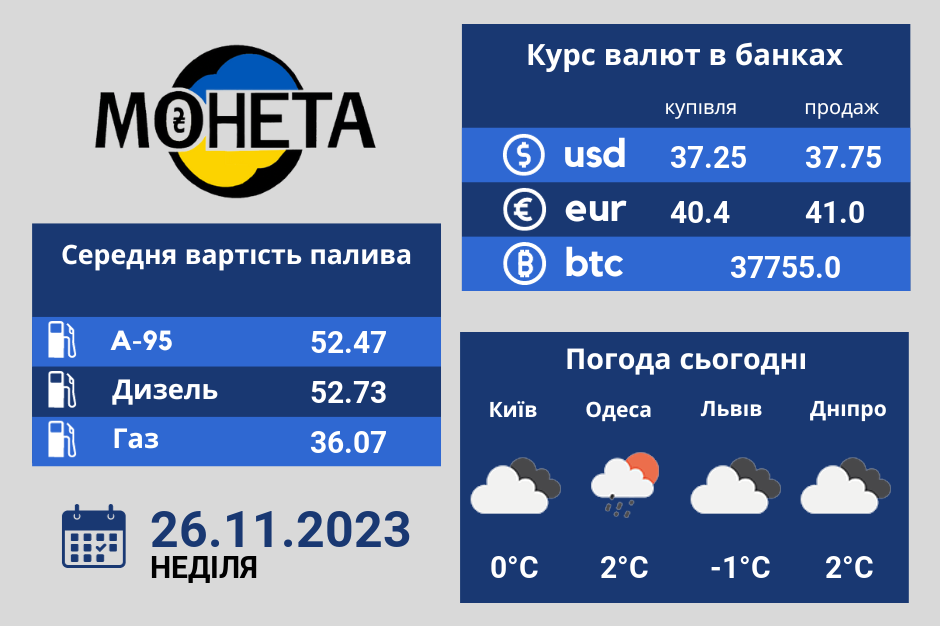 МОНЕТА
Курс валют в банках
купівля продаж
$ usd 37.25 37.75
€ eur 40.4 41.0
₿ btc 37755.0
Середня вартість палива
А-95 52.47
Дизель 52.73
Газ 36.07
26.11.2023
НЕДІЛЯ
Погода сьогодні
Київ Одеса Львів Дніпро
0°C 2°C -1°C 2°C